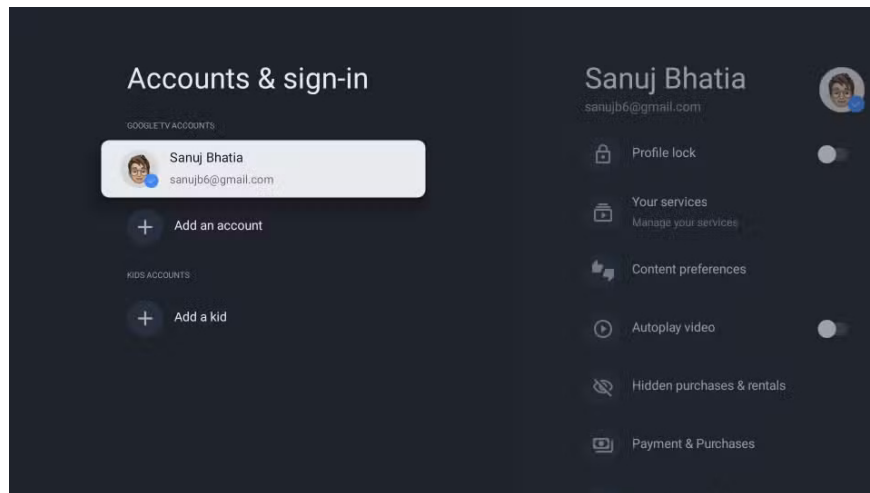 Accounts & sign-in
GOOGLE TV ACCOUNTS
Sanuj Bhatia
sanujb6@gmail.com
Add an account
KIDS ACCOUNTS
Add a kid
Sanuj Bhatia
sanujb6@gmail.com
Profile lock
Your services
Manage your services
Content preferences
Autoplay video
Hidden purchases & rentals
Payment & Purchases